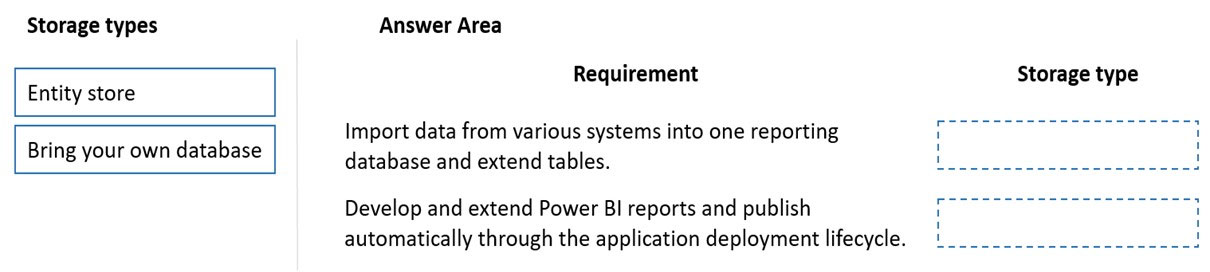 Storage types
Answer Area
Requirement
Storage type
Entity store
Bring your own database
Import data from various systems into one reporting
database and extend tables.
Develop and extend Power BI reports and publish
automatically through the application deployment lifecycle.